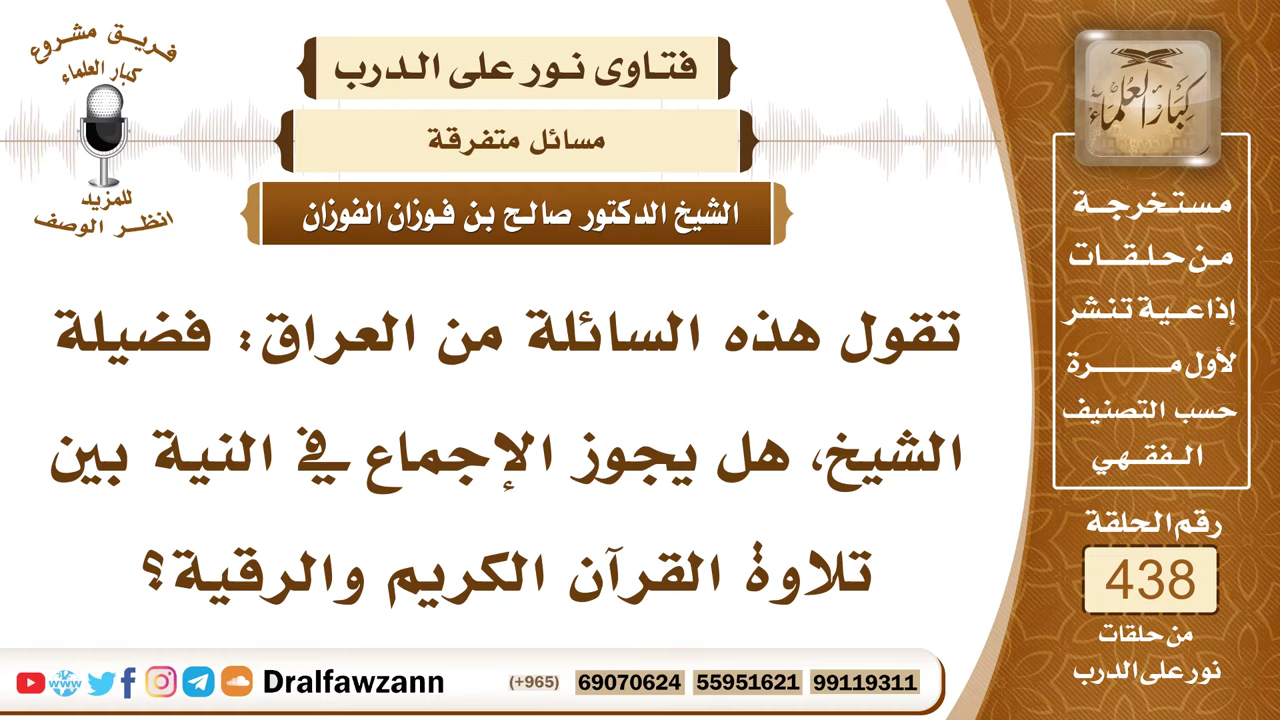 فريق مشروع
كبار العلماء
للمزيد
انظر الوصف
فتاوى نور على الدرب
مسائل متفرقة
الشيخ الدكتور صالح بن فوزان الفوزان
تقول هذه السائلة من العراق: فضيلة
الشيخ، هل يجوز الإجماع في النية بين
تلاوة القرآن الكريم والرقية؟
كبار العلماء
مستخرجة
من حلقات
إذاعية تنشر
لأول مرة
حسب التصنيف
الفقهي
رقم الحلقة
438
من حلقات
نور على الدرب
www
Dralfawzann
(+965) 69070624 55951621 99119311